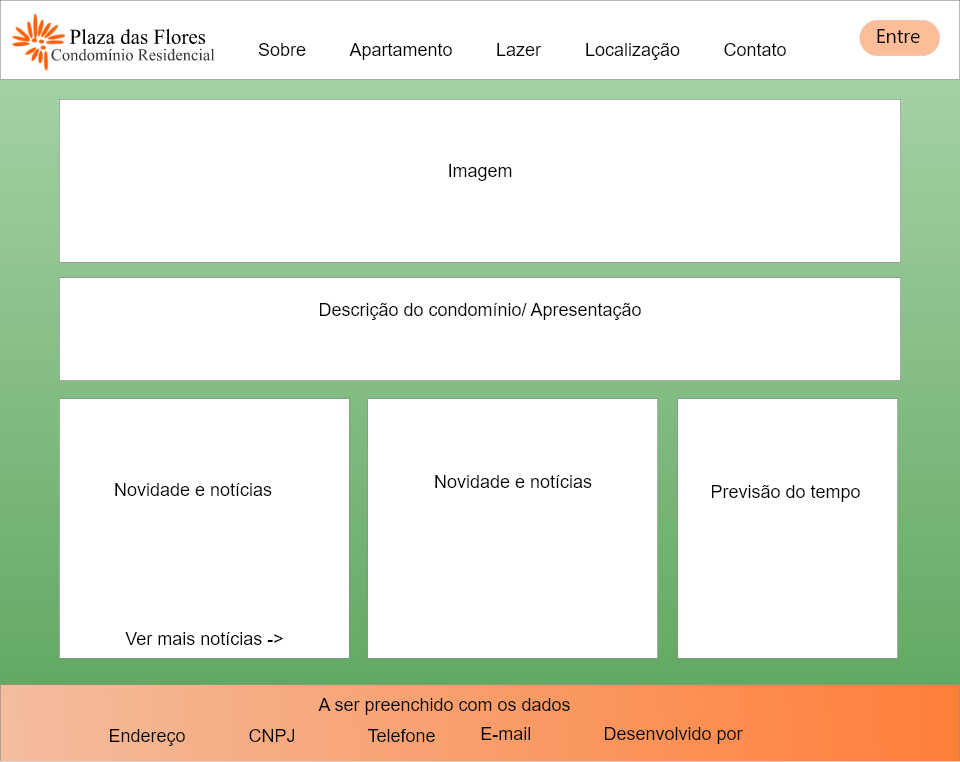 Plaza das Flores
Condomínio Residencial
Sobre
Apartamento
Lazer
Localização
Contato
Entre
Imagem
Descrição do condomínio/ Apresentação
Novidade e notícias
Ver mais notícias ->
Novidade e notícias
Previsão do tempo
A ser preenchido com os dados
Endereço
CNPJ
Telefone
E-mail
Desenvolvido por